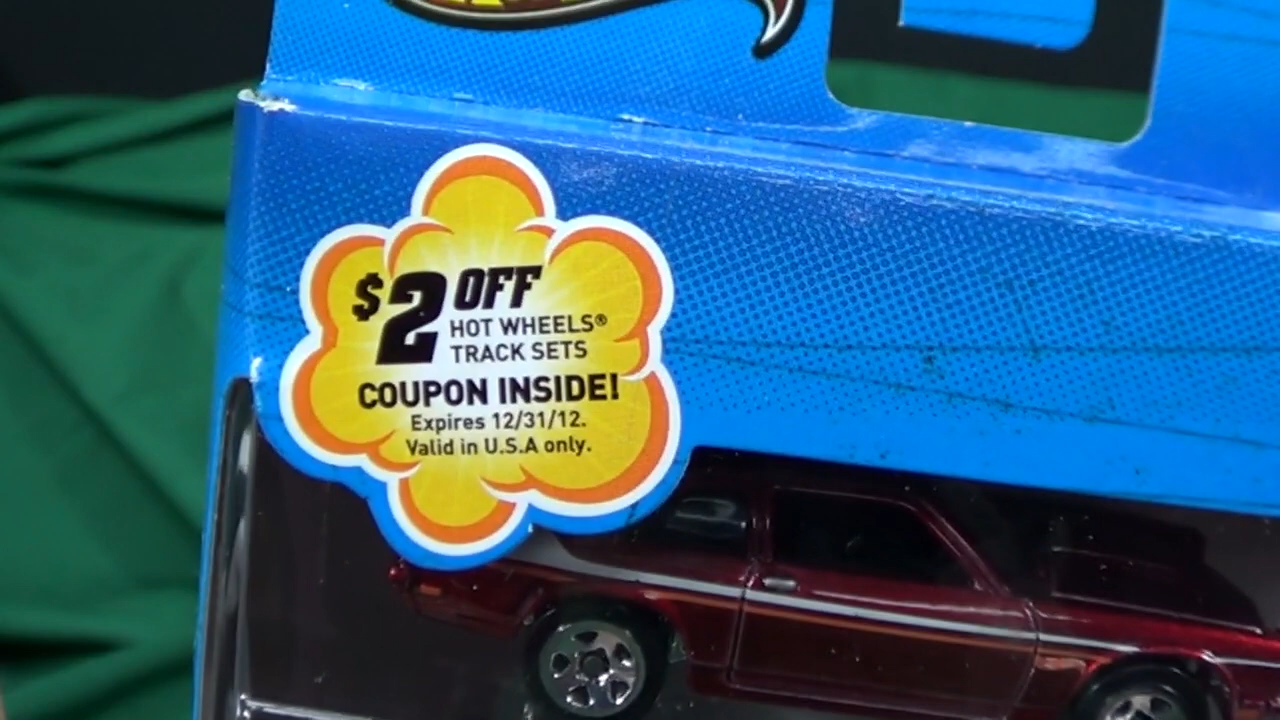 $2 OFF
HOT WHEELS®
TRACK SETS
COUPON INSIDE!
Expires 12/31/12.
Valid in U.S.A only.